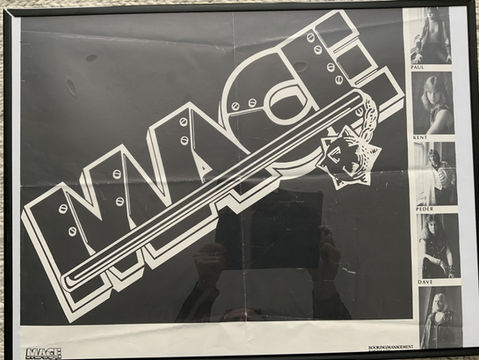 MACE
PAUL
KENT
PEDER
DAVE
MACE
BOOKING/MANAGEMENT